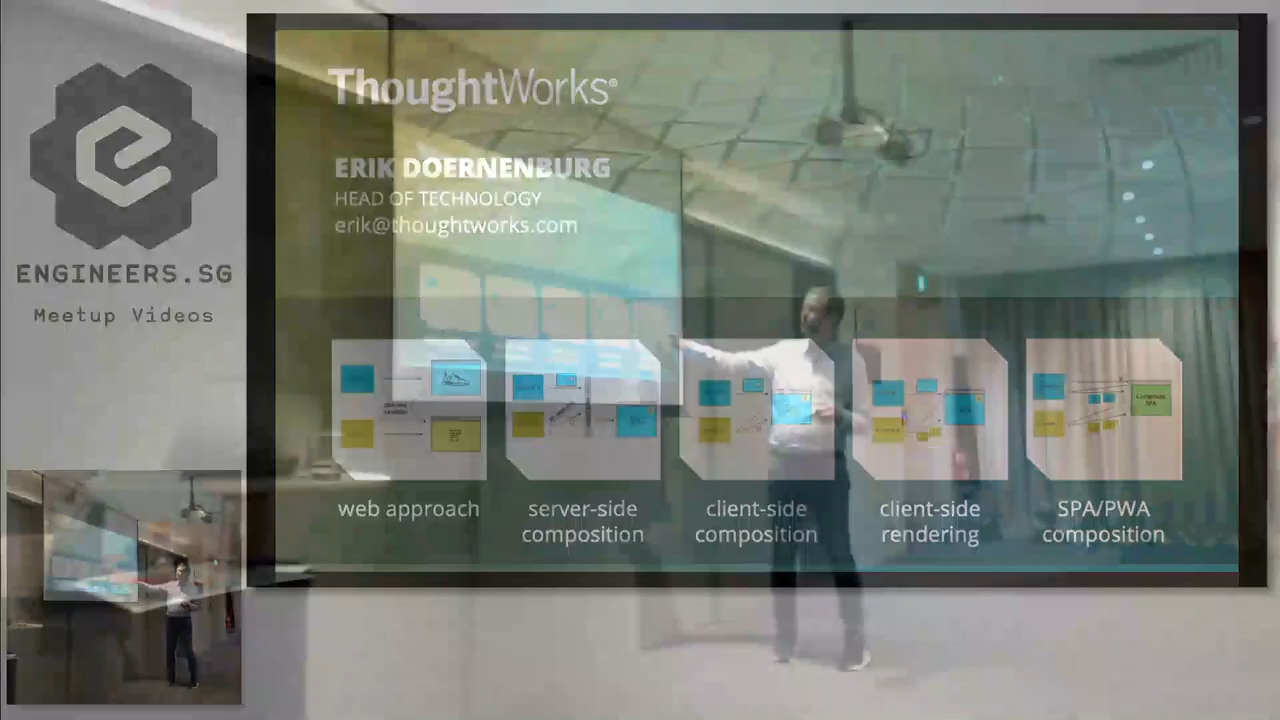 ThoughtWorks®
ERIK DOERNENBURG
HEAD OF TECHNOLOGY
erik@thoughtworks.com
ENGINEERS.SG
Meetup Videos
web approach
server-side
composition
client-side
composition
client-side
rendering
SPA/PWA
composition